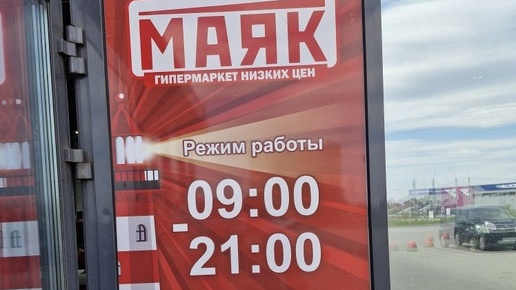 МАЯК
ГИПЕРМАРКЕТ НИЗКИХ ЦЕН
Режим работы
09:00
- 21:00